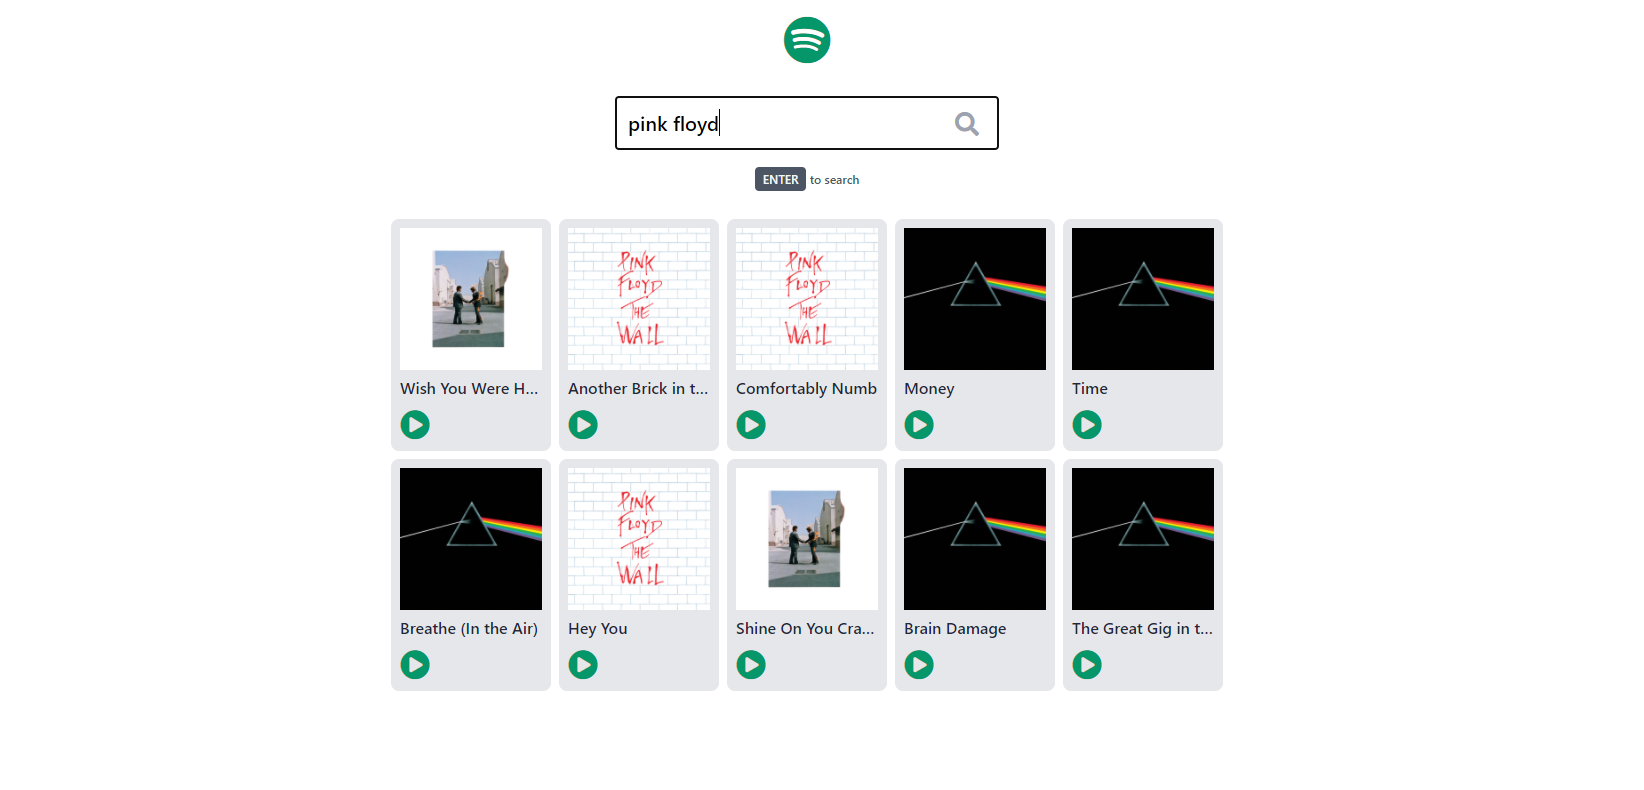 pink floyd
ENTER to search
PINK
FLOYD
THE
WALL
PINK
FLOYD
THE
WALL
Wish You Were H...
Another Brick in t...
Comfortably Numb
Money
Time
PINK
FLOYD
THE
WALL
Breathe (In the Air)
Hey You
Shine On You Cra...
Brain Damage
The Great Gig in t...